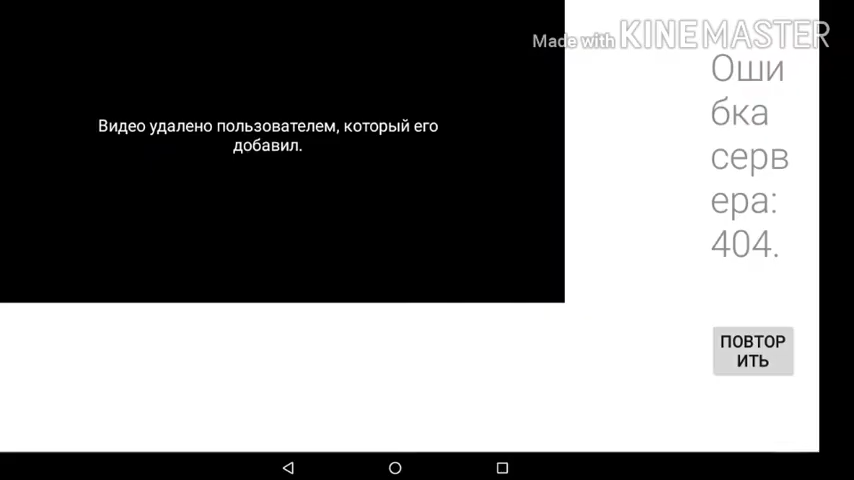 Made with KINEMASTER
Видео удалено пользователем, который его
добавил.
Оши
бка
серв
ера:
404.
ПОВТОР
ИТЬ